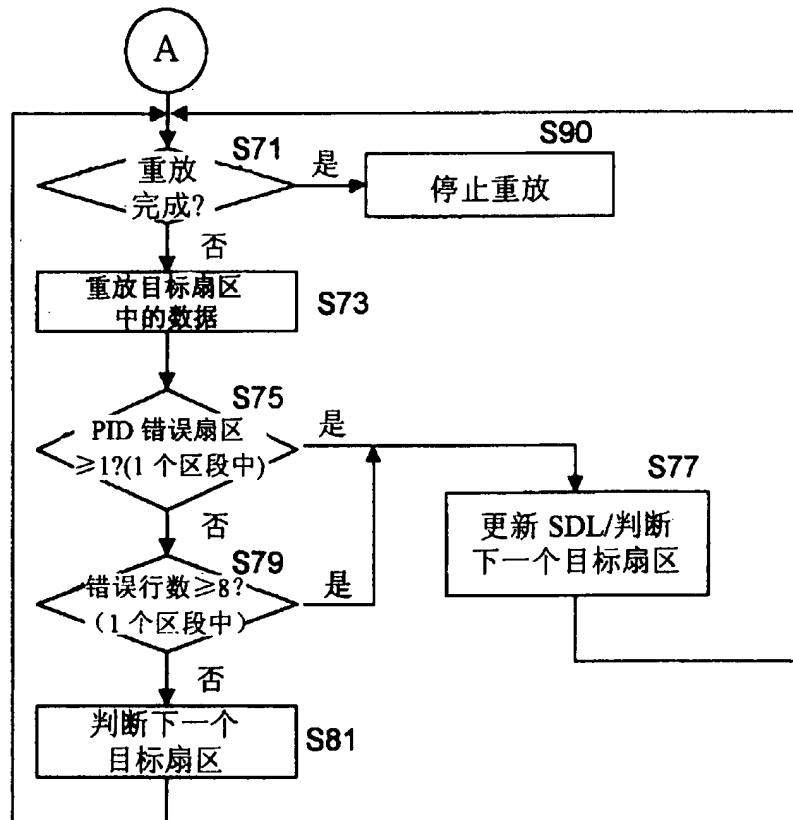 A
S71
重放
完成?
是
S90
停止重放
否
重放目标扇区
中的数据
S73
S75
PID 错误扇区
≥1?(1 个区段中)
是
S77
更新 SDL/判断
下一个目标扇区
否
S79
错误行数≥8?
(1 个区段中)
是
否
判断下一个
目标扇区
S81